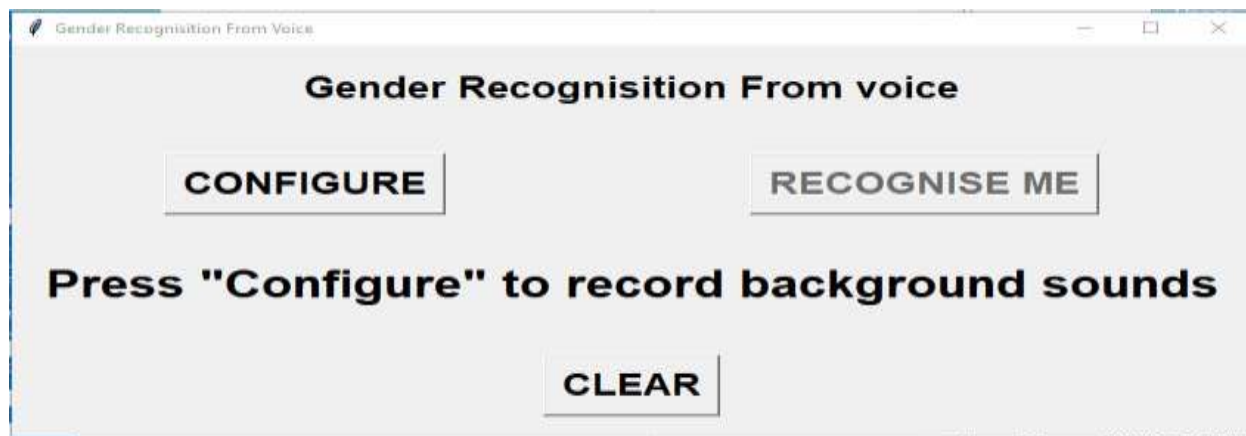 Gender Recognisition From Voice
Gender Recognisition From voice
CONFIGURE RECOGNISE ME
Press "Configure" to record background sounds
CLEAR